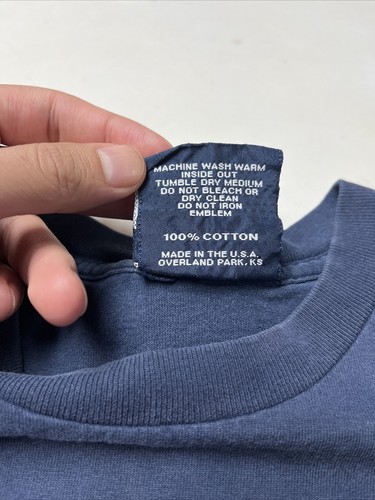 MACHINE WASH WARM
INSIDE OUT
TUMBLE DRY MEDIUM
DO NOT BLEACH OR
DRY CLEAN
DO NOT IRON
EMBLEM
100% COTTON
MADE IN THE U.S.A.
OVERLAND PARK, KS